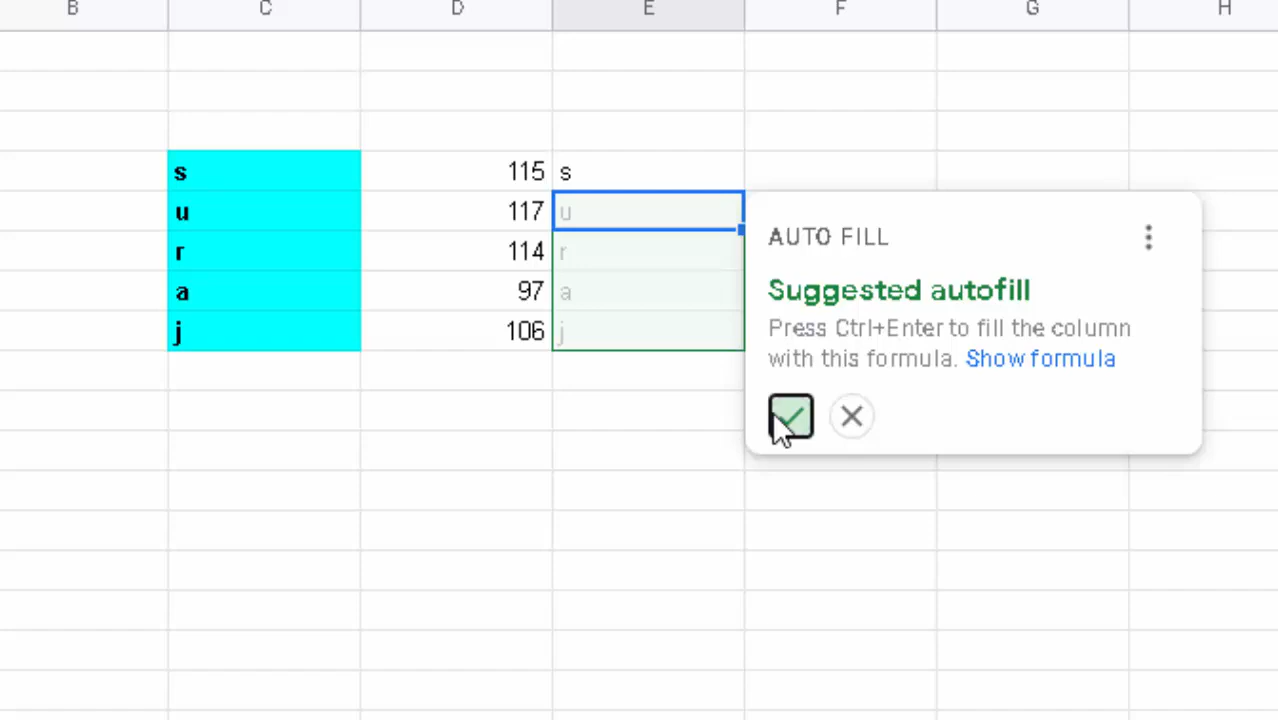 B C D E F G H
s 115 s
u 117 u
r 114 r
a 97 a
j 106 j
AUTO FILL
Suggested autofill
Press Ctrl+Enter to fill the column
with this formula. Show formula